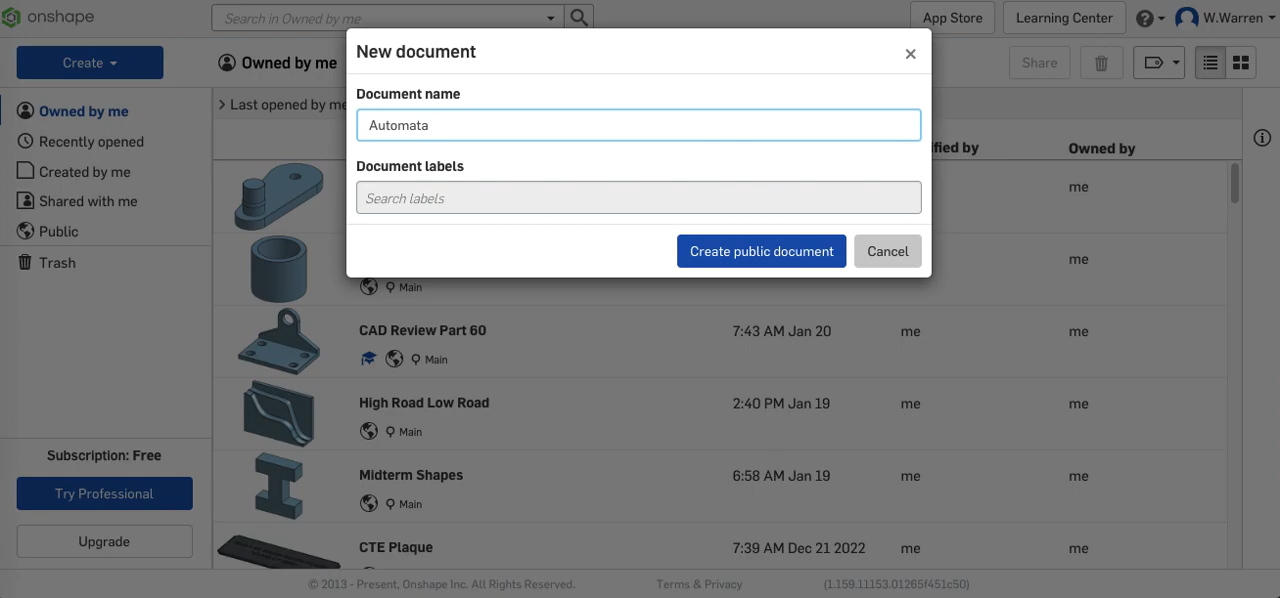 onshape
Search in Owned by me
App Store
Learning Center
W.Warren
Create
Owned by me
Share
New document
Document name
Automata
Document labels
Search labels
Create public document
Cancel
Owned by me
Recently opened
Created by me
Shared with me
Public
Trash
Subscription: Free
Try Professional
Upgrade
Last opened by me
fied by
Owned by
me
me
Main
CAD Review Part 60
7:43 AM Jan 20
me
me
Main
High Road Low Road
2:40 PM Jan 19
me
me
Main
Midterm Shapes
6:58 AM Jan 19
me
me
Main
CTE Plaque
7:39 AM Dec 21 2022
me
me
© 2013 - Present, Onshape Inc. All Rights Reserved.
Terms & Privacy
(1.159.11153.01265f451c50)